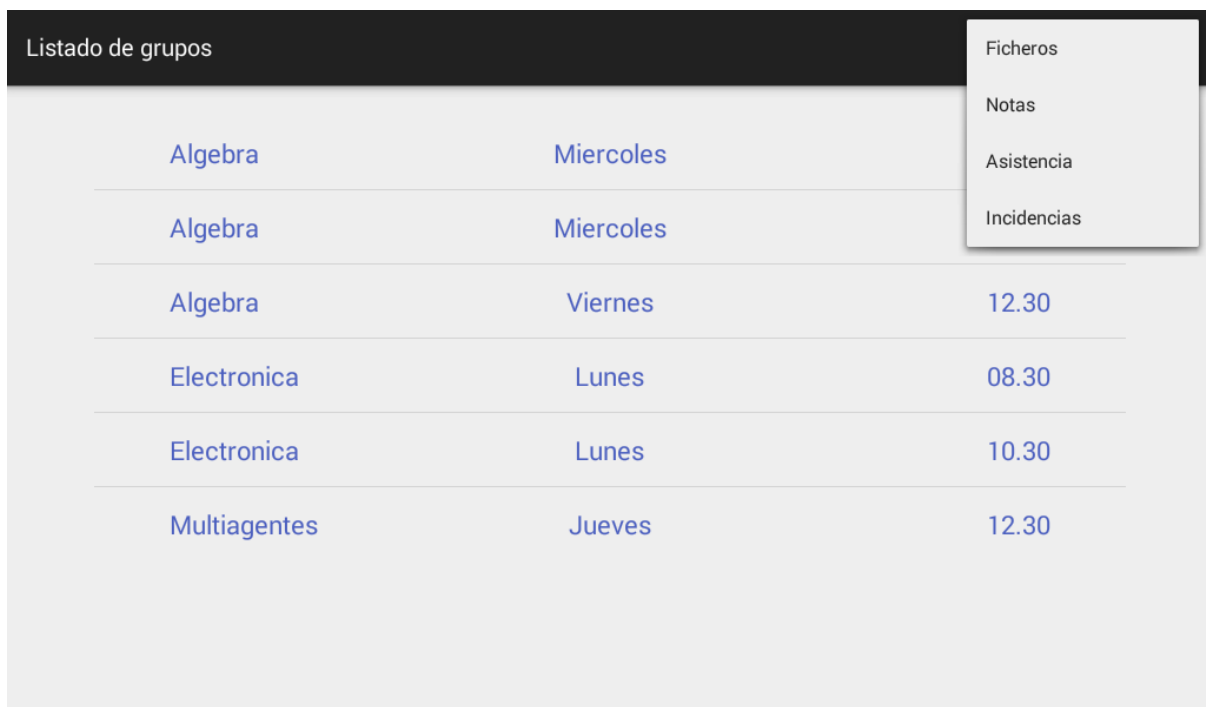 Listado de grupos
Ficheros
Notas
Asistencia
Incidencias
Algebra Miercoles
Algebra Miercoles
Algebra Viernes 12.30
Electronica Lunes 08.30
Electronica Lunes 10.30
Multiagentes Jueves 12.30